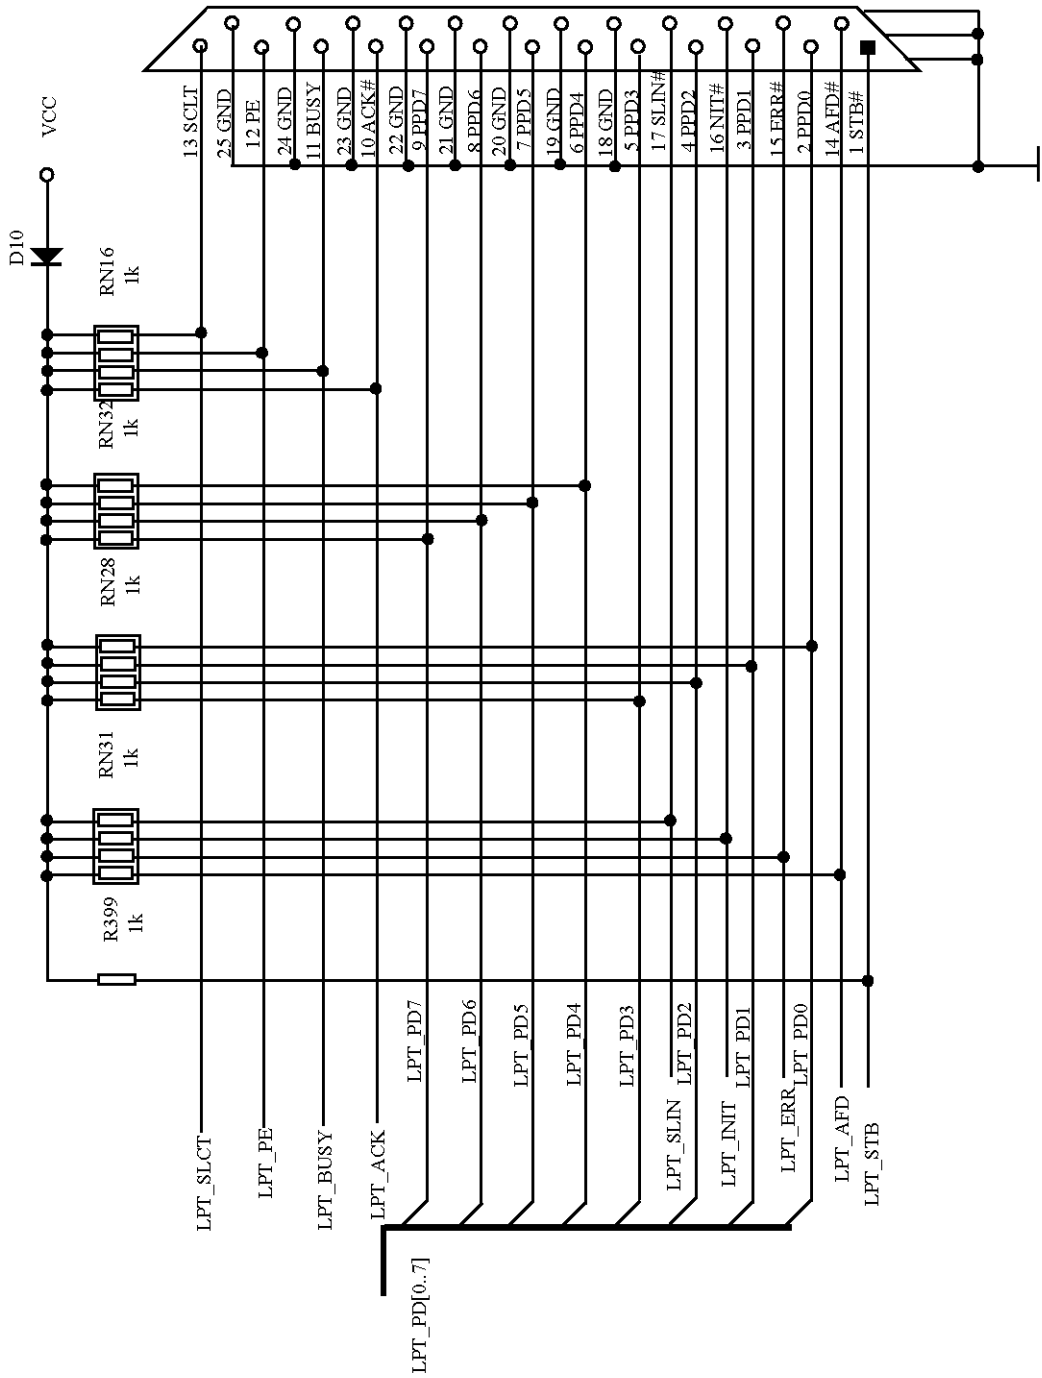 13 SCLT
25 GND
12 PE
24 GND
11 BUSY
23 GND
10 ACK#
22 GND
9 PPD7
21 GND
8 PPD6
20 GND
7 PPD5
19 GND
6 PPD4
18 GND
5 PPD3
17 SLIN#
4 PPD2
16 NIT#
3 PPD1
15 ERR#
2 PPD0
14 AFD#
1 STB#
VCC
D10
RN16
1k
RN32
1k
RN28
1k
RN31
1k
R399
1k
LPT_PD7
LPT_PD6
LPT_PD5
LPT_PD4
LPT_PD3
LPT_PD2
LPT_PD1
LPT_PD0
LPT_SLCT
LPT_PE
LPT_BUSY
LPT_ACK
LPT_SLIN
LPT_INIT
LPT_ERR
LPT_AFD
LPT_STB
LPT_PD[0..7]